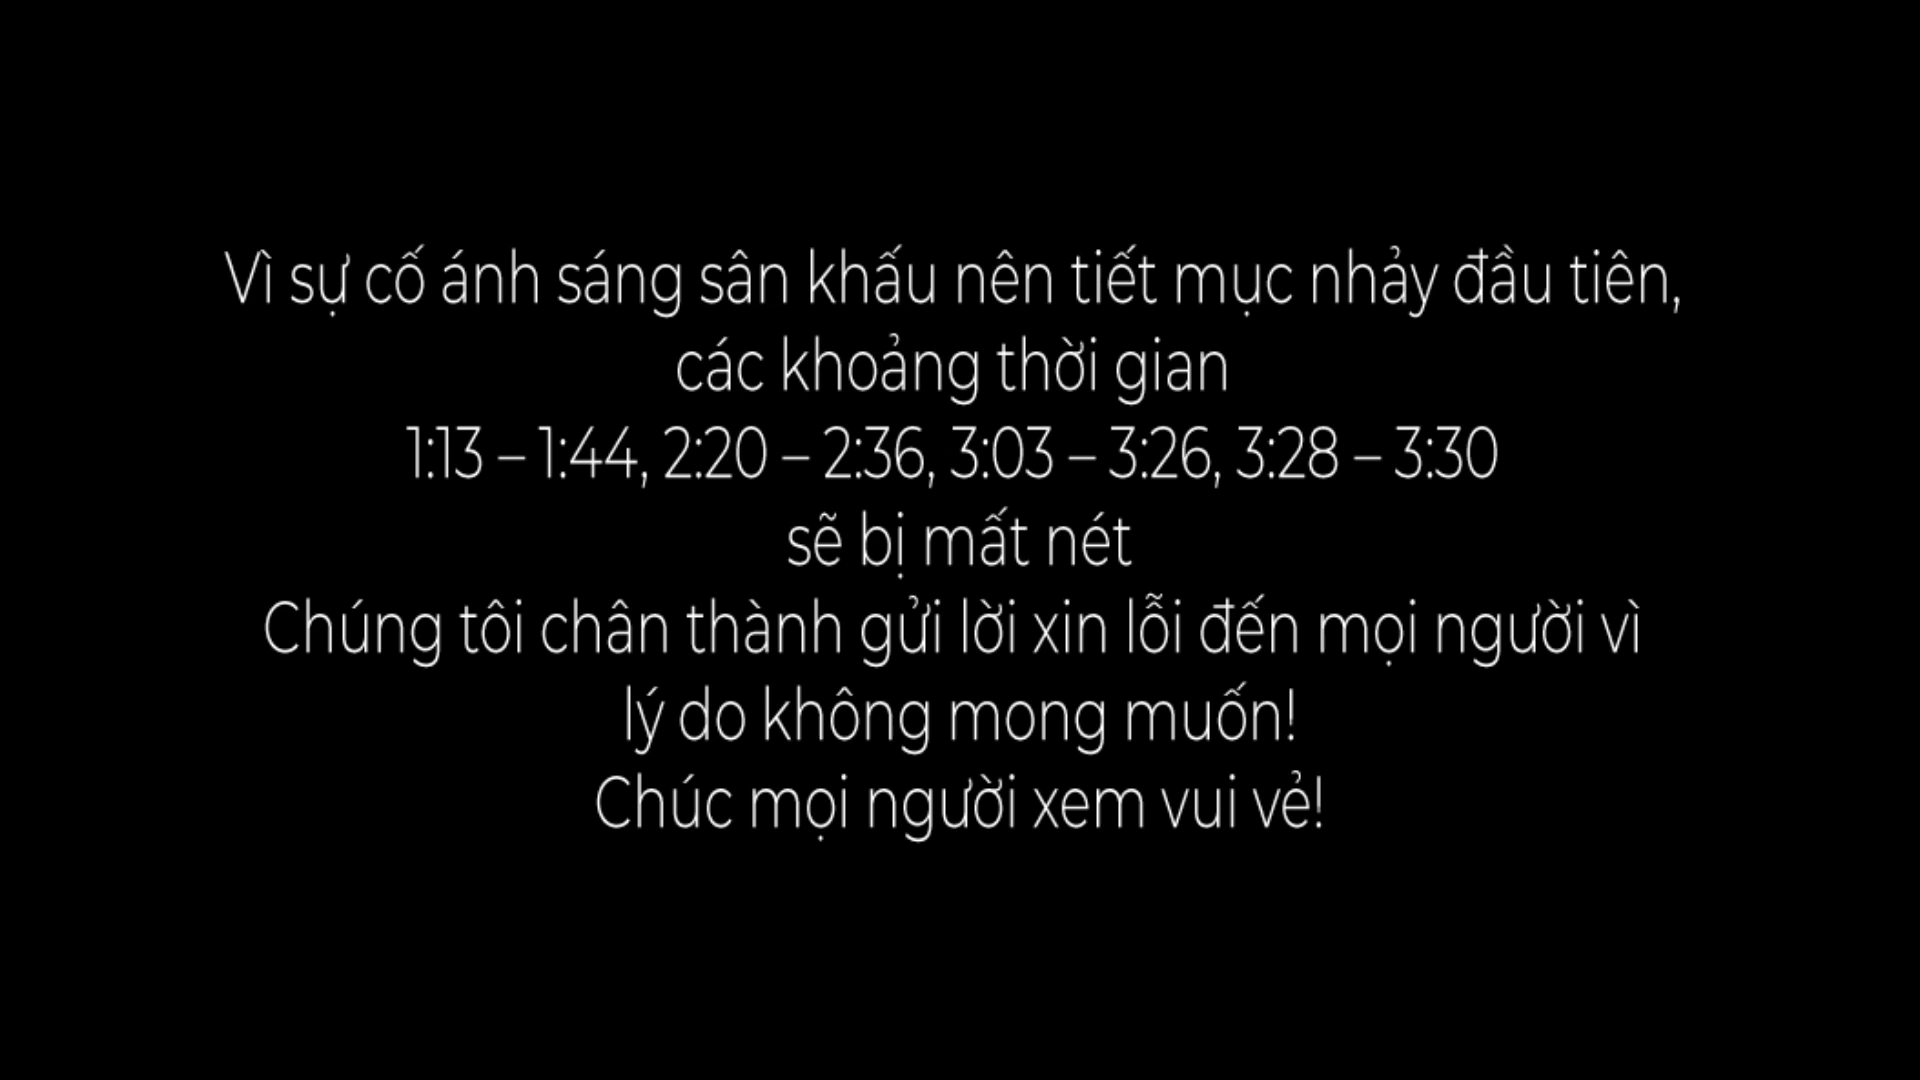 Vì sự cố ánh sáng sân khấu nên tiết mục nhảy đầu tiên,
các khoảng thời gian
1:13 – 1:44, 2:20 – 2:36, 3:03 – 3:26, 3:28 – 3:30
sẽ bị mất nét
Chúng tôi chân thành gửi lời xin lỗi đến mọi người vì
lý do không mong muốn!
Chúc mọi người xem vui vẻ!